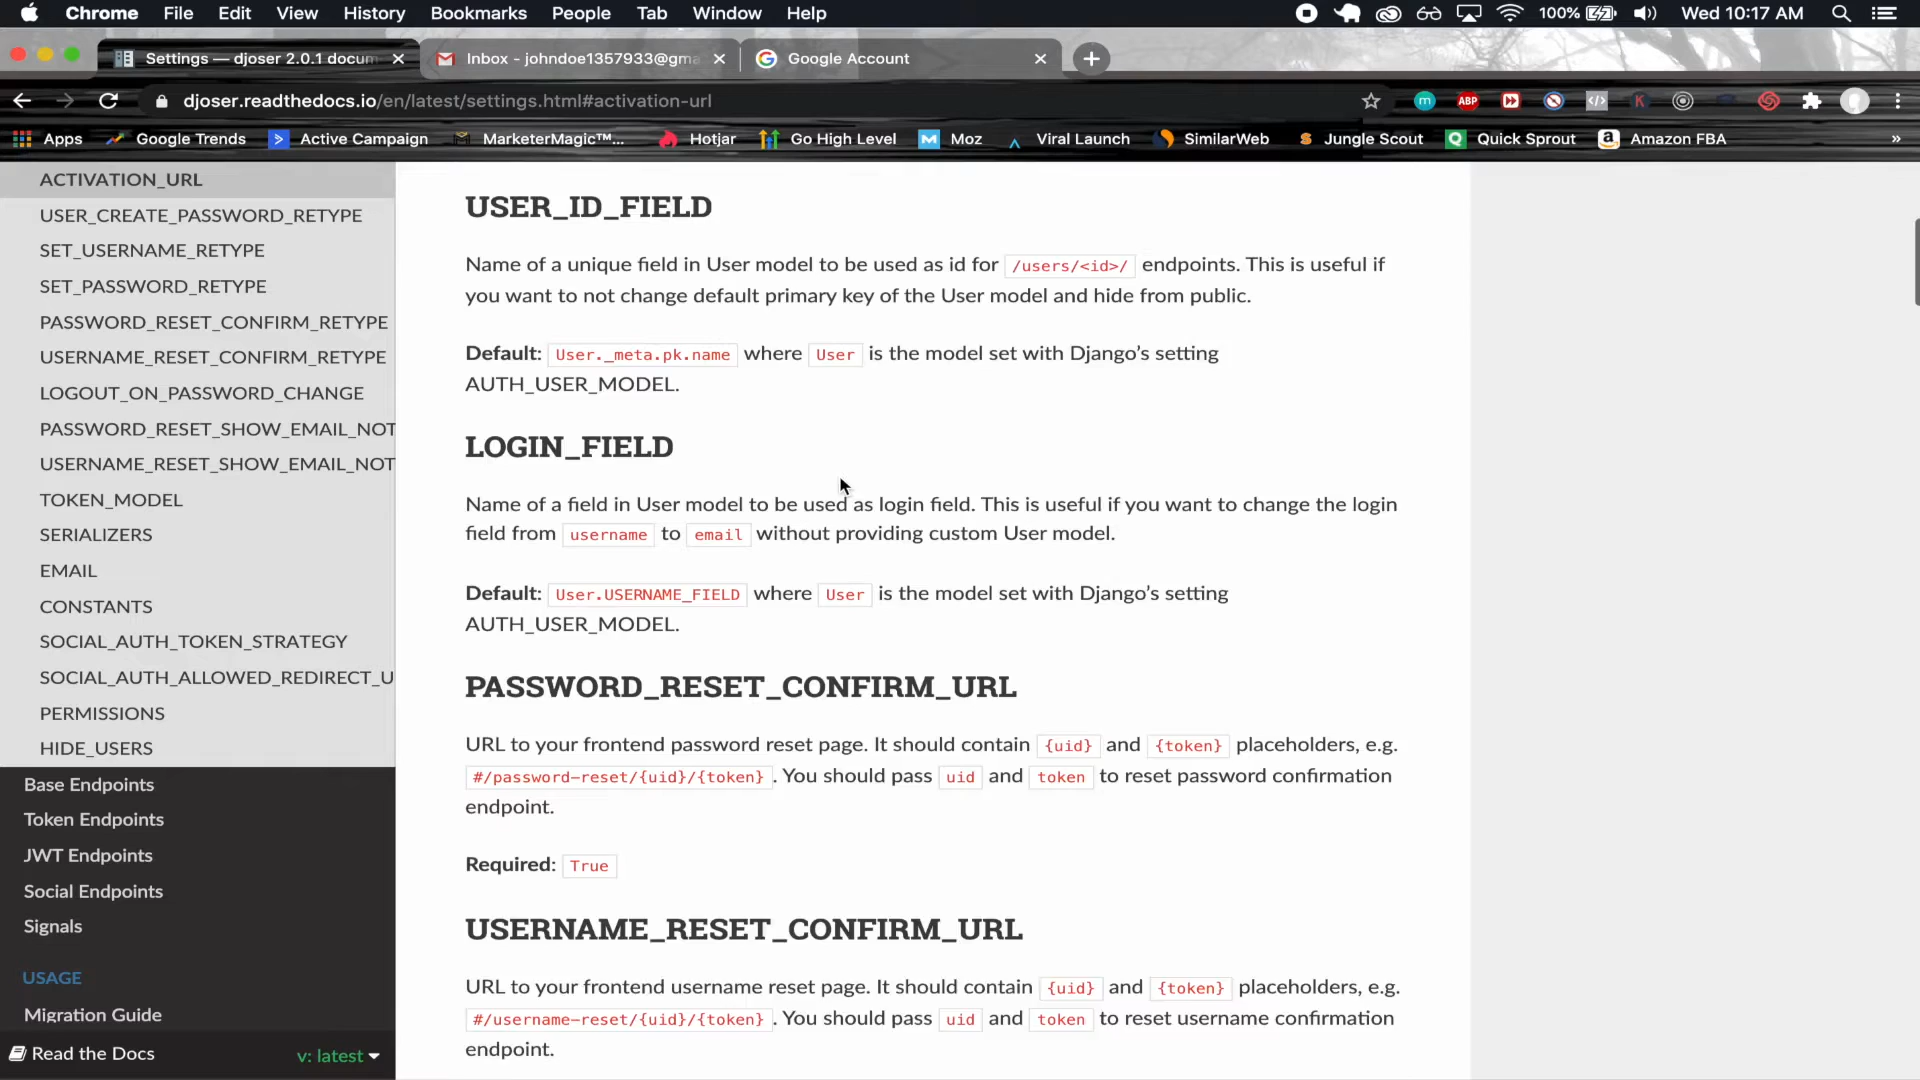 Chrome File Edit View History Bookmarks People Tab Window Help 100% Wed 10:17 AM
Settings — djoser 2.0.1 docum Inbox - johndoe1357933@gma Google Account
djoser.readthedocs.io/en/latest/settings.html#activation-url
ABP
Apps Google Trends Active Campaign MarketerMagic™... Hotjar Go High Level Moz Viral Launch SimilarWeb Jungle Scout Quick Sprout Amazon FBA »
ACTIVATION_URL
USER_CREATE_PASSWORD_RETYPE
SET_USERNAME_RETYPE
SET_PASSWORD_RETYPE
PASSWORD_RESET_CONFIRM_RETYPE
USERNAME_RESET_CONFIRM_RETYPE
LOGOUT_ON_PASSWORD_CHANGE
PASSWORD_RESET_SHOW_EMAIL_NOT
USERNAME_RESET_SHOW_EMAIL_NOT
TOKEN_MODEL
SERIALIZERS
EMAIL
CONSTANTS
SOCIAL_AUTH_TOKEN_STRATEGY
SOCIAL_AUTH_ALLOWED_REDIRECT_U
PERMISSIONS
HIDE_USERS
Base Endpoints
Token Endpoints
JWT Endpoints
Social Endpoints
Signals
USAGE
Migration Guide
Read the Docs v: latest
USER_ID_FIELD
Name of a unique field in User model to be used as id for /users/<id>/ endpoints. This is useful if
you want to not change default primary key of the User model and hide from public.
Default: User._meta.pk.name where User is the model set with Django’s setting
AUTH_USER_MODEL.
LOGIN_FIELD
Name of a field in User model to be used as login field. This is useful if you want to change the login
field from username to email without providing custom User model.
Default: User.USERNAME_FIELD where User is the model set with Django’s setting
AUTH_USER_MODEL.
PASSWORD_RESET_CONFIRM_URL
URL to your frontend password reset page. It should contain {uid} and {token} placeholders, e.g.
#/password-reset/{uid}/{token}. You should pass uid and token to reset password confirmation
endpoint.
Required: True
USERNAME_RESET_CONFIRM_URL
URL to your frontend username reset page. It should contain {uid} and {token} placeholders, e.g.
#/username-reset/{uid}/{token}. You should pass uid and token to reset username confirmation
endpoint.